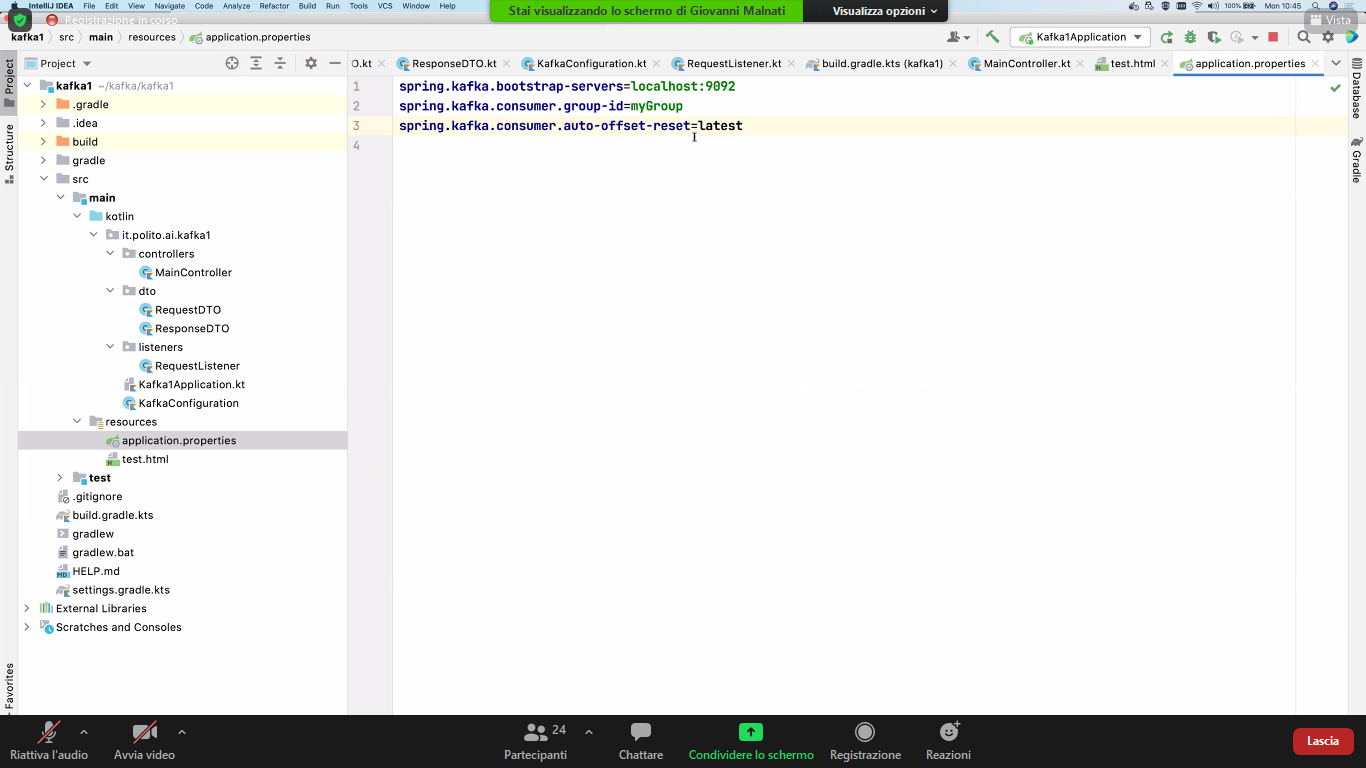 IntelliJ IDEA File Edit View Navigate Code Analyze Refactor Build Run Tools VCS Window Help
Stai visualizzando lo schermo di Giovanni Malnati
Visualizza opzioni
100%
Mon 10:45
Registrazione in corso
Vista
kafka1 src main resources application.properties
Kafka1Application
Project
O.kt ResponseDTO.kt KafkaConfiguration.kt RequestListener.kt build.gradle.kts (kafka1) MainController.kt test.html application.properties
Project
Structure
Favorites
Database
Gradle
kafka1 ~/kafka/kafka1
.gradle
.idea
build
gradle
src
main
kotlin
it.polito.ai.kafka1
controllers
MainController
dto
RequestDTO
ResponseDTO
listeners
RequestListener
Kafka1Application.kt
KafkaConfiguration
resources
application.properties
test.html
test
.gitignore
build.gradle.kts
gradlew
gradlew.bat
HELP.md
settings.gradle.kts
External Libraries
Scratches and Consoles
1 spring.kafka.bootstrap-servers=localhost:9092
2 spring.kafka.consumer.group-id=myGroup
3 spring.kafka.consumer.auto-offset-reset=latest
4
Riattiva l'audio
Avvia video
24
Partecipanti
Chattare
Condividere lo schermo
Registrazione
Reazioni
Lascia